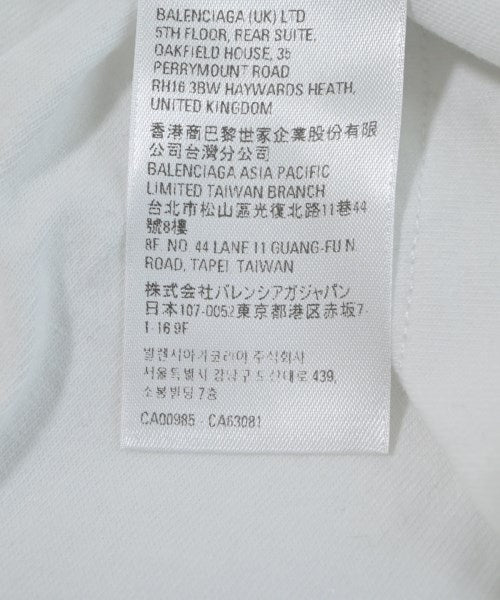 BALENCIAGA (UK) LTD
5TH FLOOR, REAR SUITE,
OAKFIELD HOUSE, 35
PERRYMOUNT ROAD
RH16 3BW HAYWARDS HEATH,
UNITED KINGDOM
香港商巴黎世家企業股份有限
公司台灣分公司
BALENCIAGA ASIA PACIFIC
LIMITED TAIWAN BRANCH
台北市松山區光復北路11巷44
號8樓
8F. NO. 44 LANE 11 GUANG-FU N.
ROAD, TAPEI. TAIWAN
株式会社バレンシアガジャパン
日本107-0052東京都港区赤坂7-
1-16 9F
발렌시아가코리아 주식회사
서울특별시 강남구 도산대로 439,
소봉빌딩 7층
CA00985 - CA63081